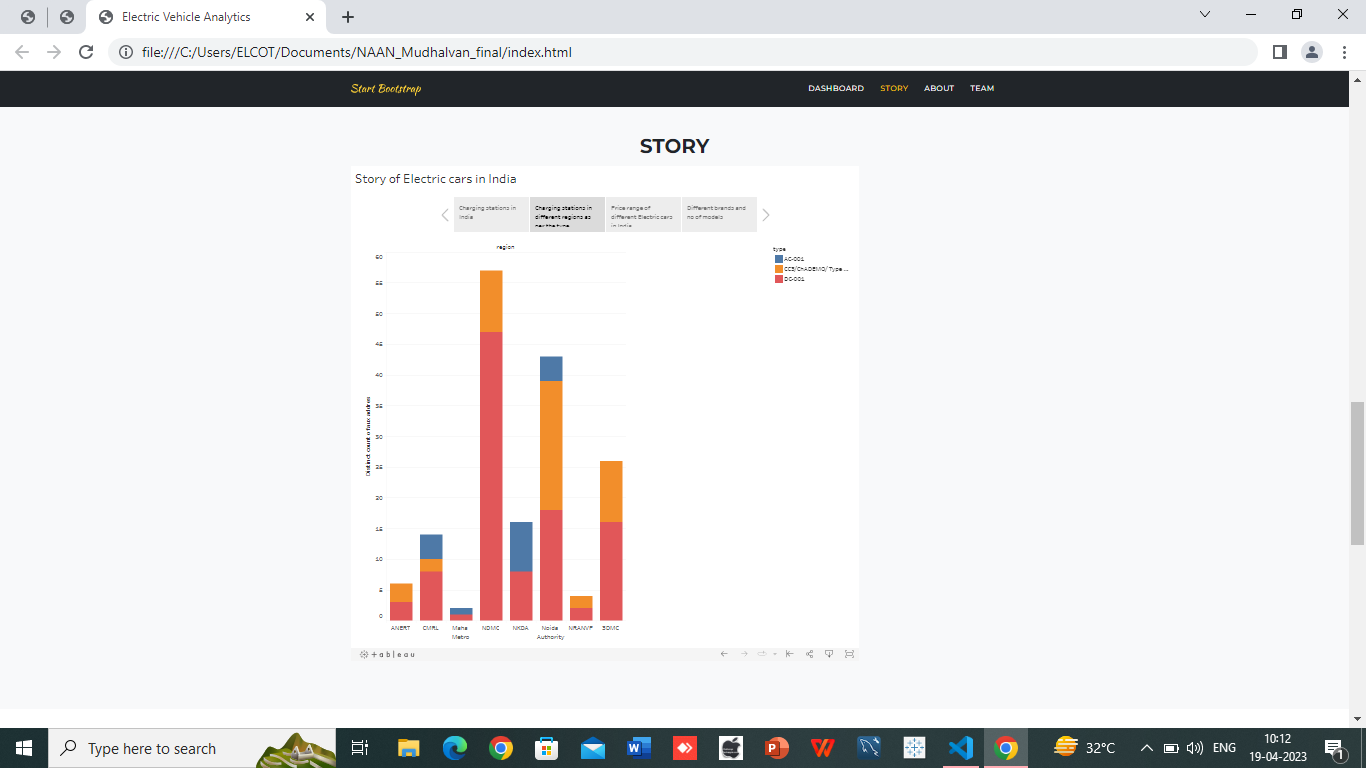 Electric Vehicle Analytics
file:///C:/Users/ELCOT/Documents/NAAN_Mudhalvan_final/index.html
Start Bootstrap
DASHBOARD
STORY
ABOUT
TEAM
STORY
Story of Electric cars in India
Charging stations in
India
Charging stations in
different regions as
per the type
Price range of
different Electric cars
in India
Different brands and
no of models
region
type
AC-001
CCS/CHADEMO/ Type ...
DC-001
60
55
50
45
40
35
30
25
20
15
10
5
0
Distinct count of aux addres
ANERT
CMRL
Maha
Metro
NDMC
NKDA
Noida
Authority
NRANVP
SDMC
+ a b l e a u
Type here to search
32°C
ENG
10:12
19-04-2023
1